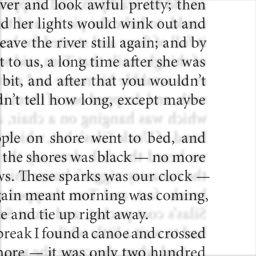 ver and look awful pretty; then
d her lights would wink out and
eave the river still again; and by
t to us, a long time after she was
bit, and after that you wouldn't
dn't tell how long, except maybe
ple on shore went to bed, and
the shores was black — no more
ws. These sparks was our clock —
ain meant morning was coming,
e and tie up right away.
break I found a canoe and crossed
hore — it was only two hundred